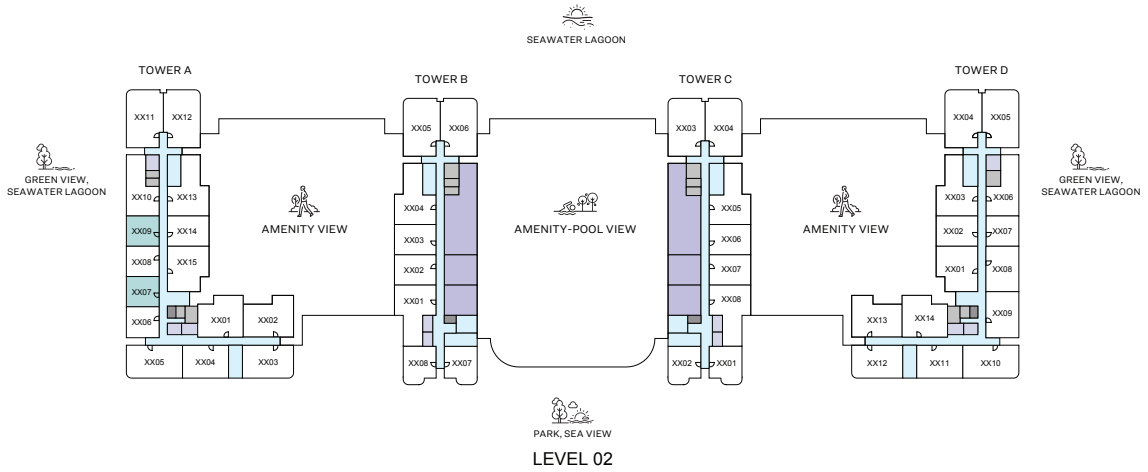 SEAWATER LAGOON
TOWER A
TOWER B
TOWER C
TOWER D
XX11 XX12
XX05 XX06
XX03 XX04
XX04 XX05
GREEN VIEW,
SEAWATER LAGOON
GREEN VIEW,
SEAWATER LAGOON
XX10 XX13
XX09 XX14
XX08 XX15
XX07
XX06
XX01 XX02
XX05 XX04 XX03
AMENITY VIEW
XX04
XX03
XX02
XX01
XX08 XX07
AMENITY-POOL VIEW
XX05
XX06
XX07
XX08
XX02 XX01
AMENITY VIEW
XX03 XX06
XX02 XX07
XX01 XX08
XX09
XX13 XX14
XX12 XX11 XX10
PARK, SEA VIEW
LEVEL 02